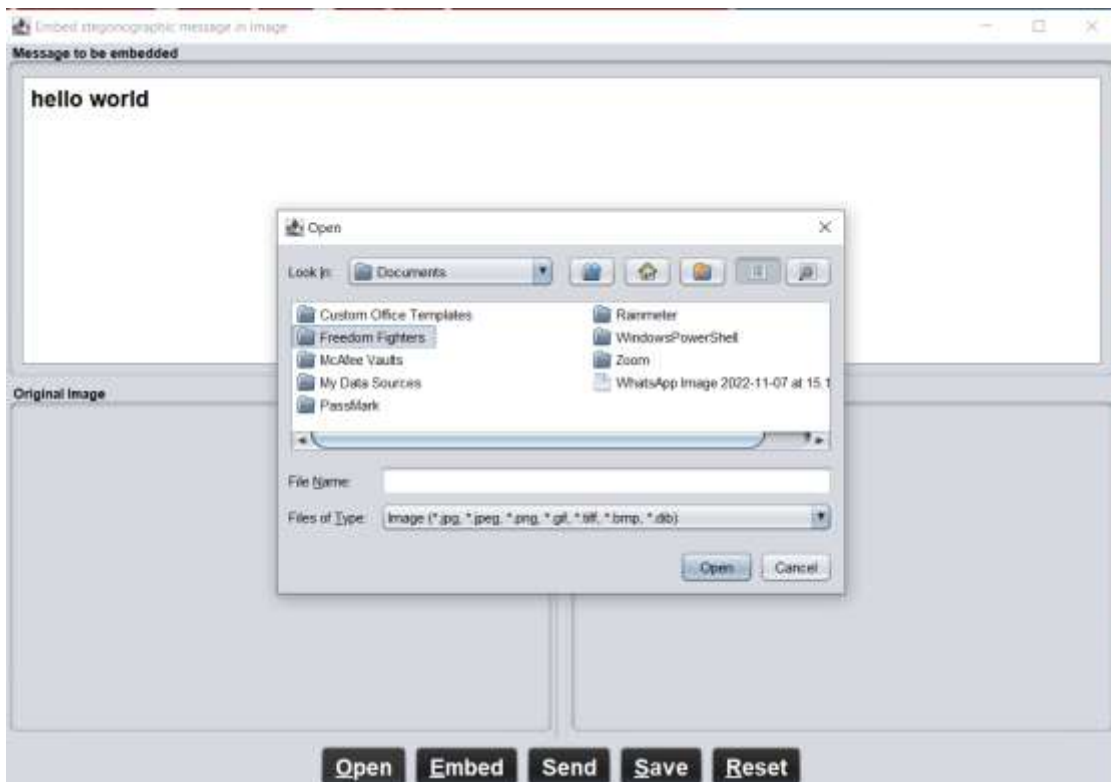 Embed stegonographic message in image
Message to be embedded
hello world
Open
Look in: Documents
Custom Office Templates
Freedom Fighters
McAfee Vaults
My Data Sources
PassMark
Rainmeter
WindowsPowerShell
Zoom
WhatsApp Image 2022-11-07 at 15.1
Original Image
File Name:
Files of Type: Image (*.jpg, *.jpeg, *.png, *.gif, *.tiff, *.bmp, *.dib)
Open Cancel
Open Embed Send Save Reset